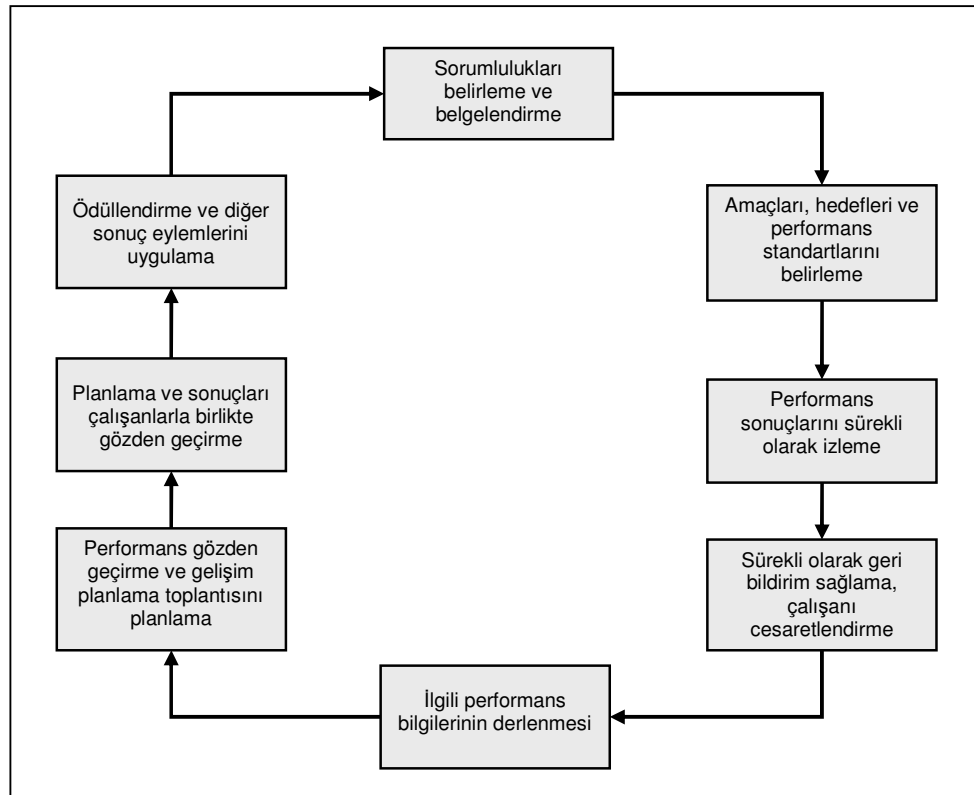 Sorumlulukları
belirleme ve
belgelendirme
Amaçları, hedefleri ve
performans
standartlarını
belirleme
Performans
sonuçlarını sürekli
olarak izleme
Sürekli olarak geri
bildirim sağlama,
çalışanı
cesaretlendirme
İlgili performans
bilgilerinin derlenmesi
Performans gözden
geçirme ve gelişim
planlama toplantısını
planlama
Planlama ve sonuçları
çalışanlarla birlikte
gözden geçirme
Ödüllendirme ve diğer
sonuç eylemlerini
uygulama